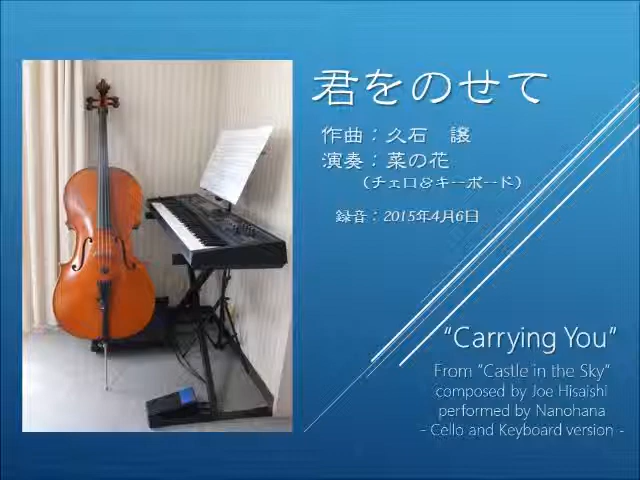 君をのせて
作曲：久石　譲
演奏：菜の花
（チェロ＆キーボード）
録音：2015年4月6日
“Carrying You”
From “Castle in the Sky”
composed by Joe Hisaishi
performed by Nanohana
- Cello and Keyboard version -